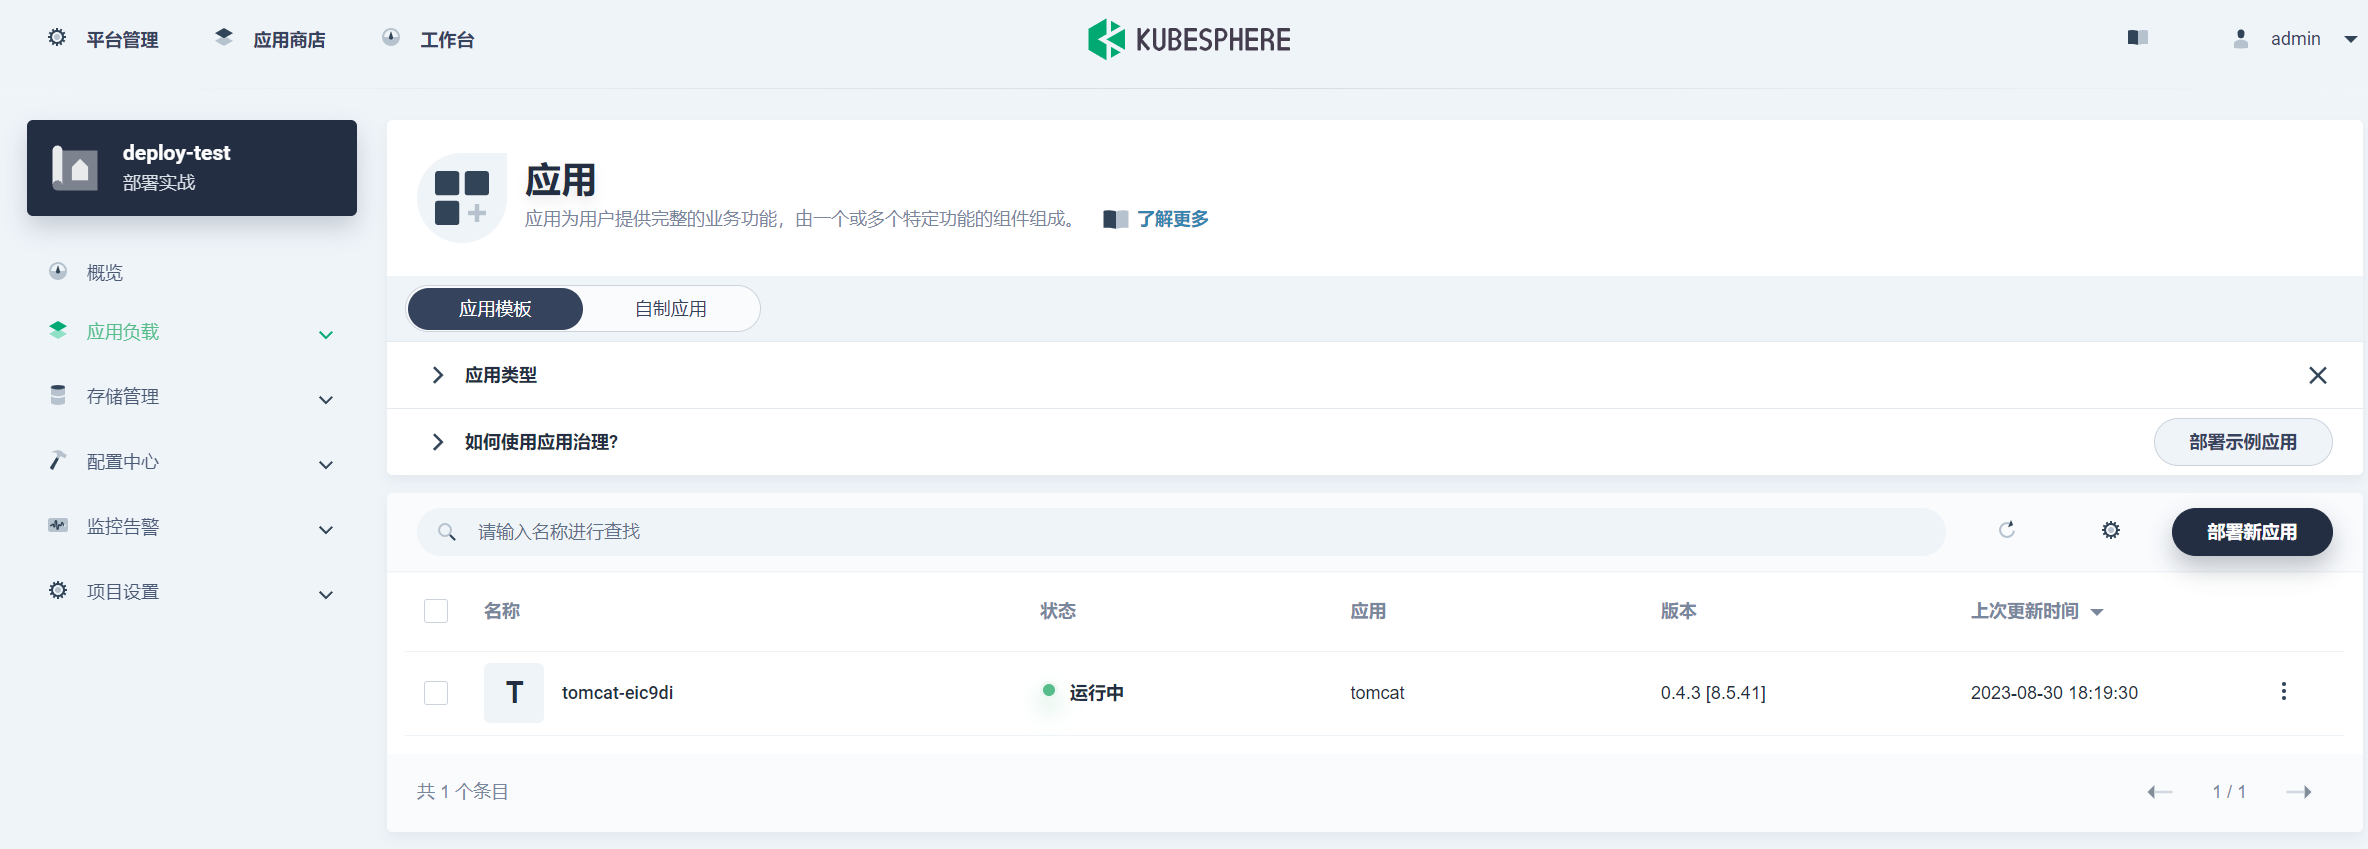 平台管理 应用商店 工作台 KUBESPHERE admin
deploy-test
部署实战
概览
应用负载
存储管理
配置中心
监控告警
项目设置
应用
应用为用户提供完整的业务功能，由一个或多个特定功能的组件组成。 了解更多
应用模板 自制应用
应用类型
如何使用应用治理? 部署示例应用
请输入名称进行查找 部署新应用
名称 状态 应用 版本 上次更新时间
T tomcat-eic9di 运行中 tomcat 0.4.3 [8.5.41] 2023-08-30 18:19:30
共 1 个条目 1 / 1